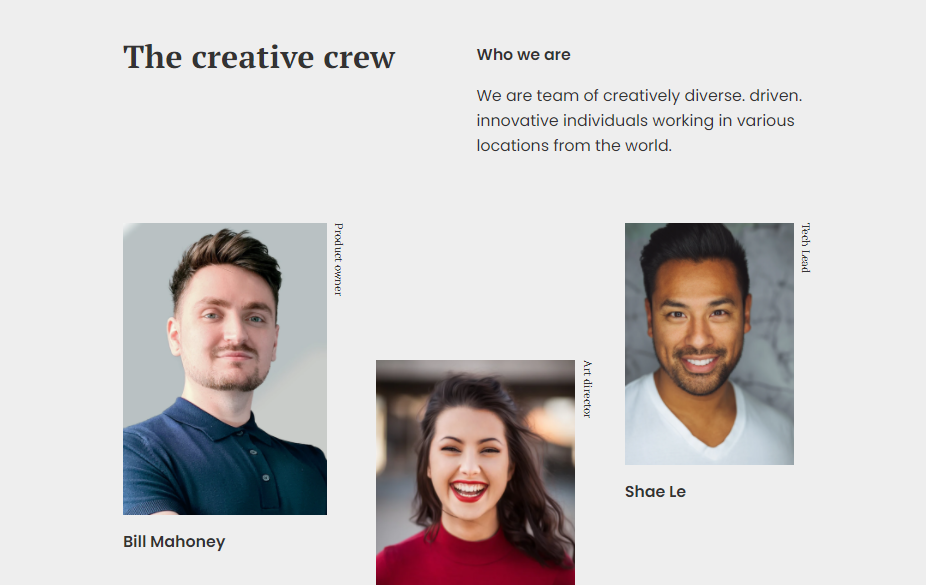 The creative crew
Who we are
We are team of creatively diverse. driven.
innovative individuals working in various
locations from the world.
Product owner
Bill Mahoney
Art director
Tech Lead
Shae Le